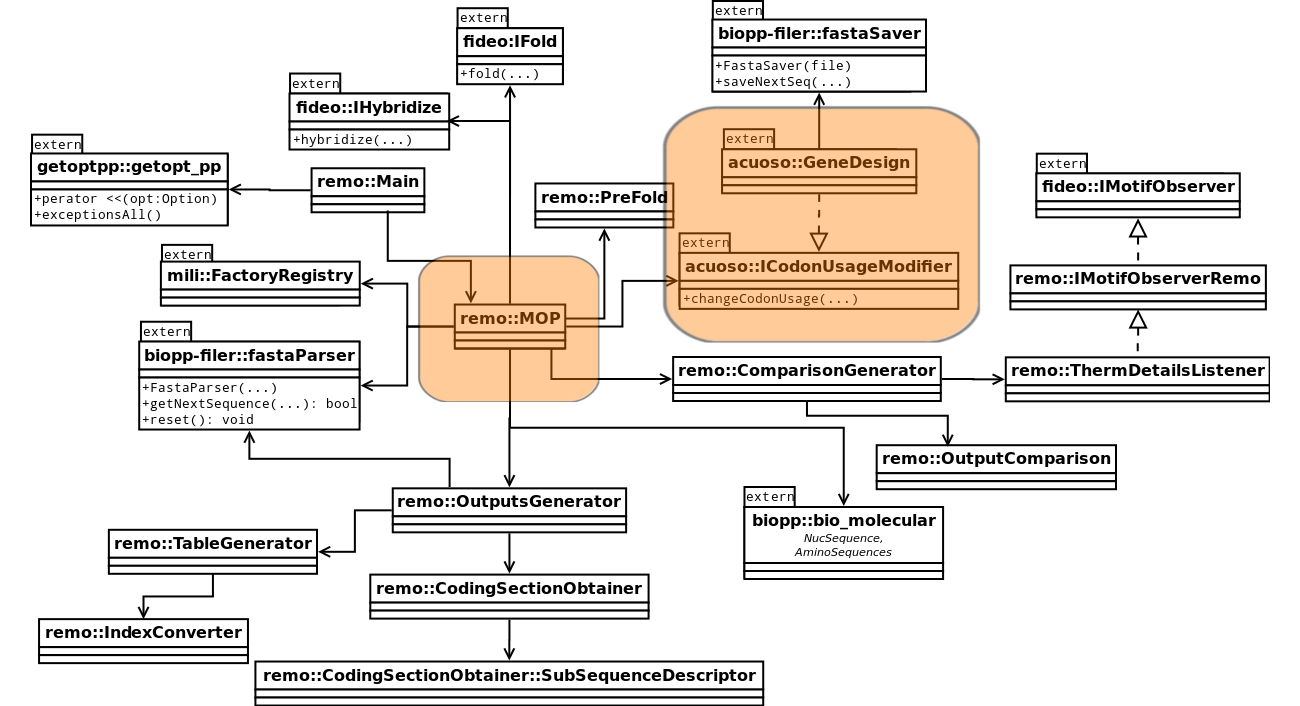 extern
fideo:IFold
+fold(...)
extern
biopp-filer::fastaSaver
+FastaSaver(file)
+saveNextSeq(...)
extern
fideo::IHybridize
+hybridize(...)
extern
getoptpp::getopt_pp
+perator <<(opt:Option)
+exceptionsAll()
remo::Main
remo::PreFold
extern
acuoso::GeneDesign
extern
fideo::IMotifObserver
extern
acuoso::ICodonUsageModifier
+changeCodonUsage(...)
extern
mili::FactoryRegistry
remo::IMotifObserverRemo
remo::MOP
extern
biopp-filer::fastaParser
+FastaParser(...)
+getNextSequence(...): bool
+reset(): void
remo::ComparisonGenerator
remo::ThermDetailsListener
remo::OutputComparison
remo::OutputsGenerator
extern
biopp::bio_molecular
NucSequence,
AminoSequences
remo::TableGenerator
remo::CodingSectionObtainer
remo::IndexConverter
remo::CodingSectionObtainer::SubSequenceDescriptor